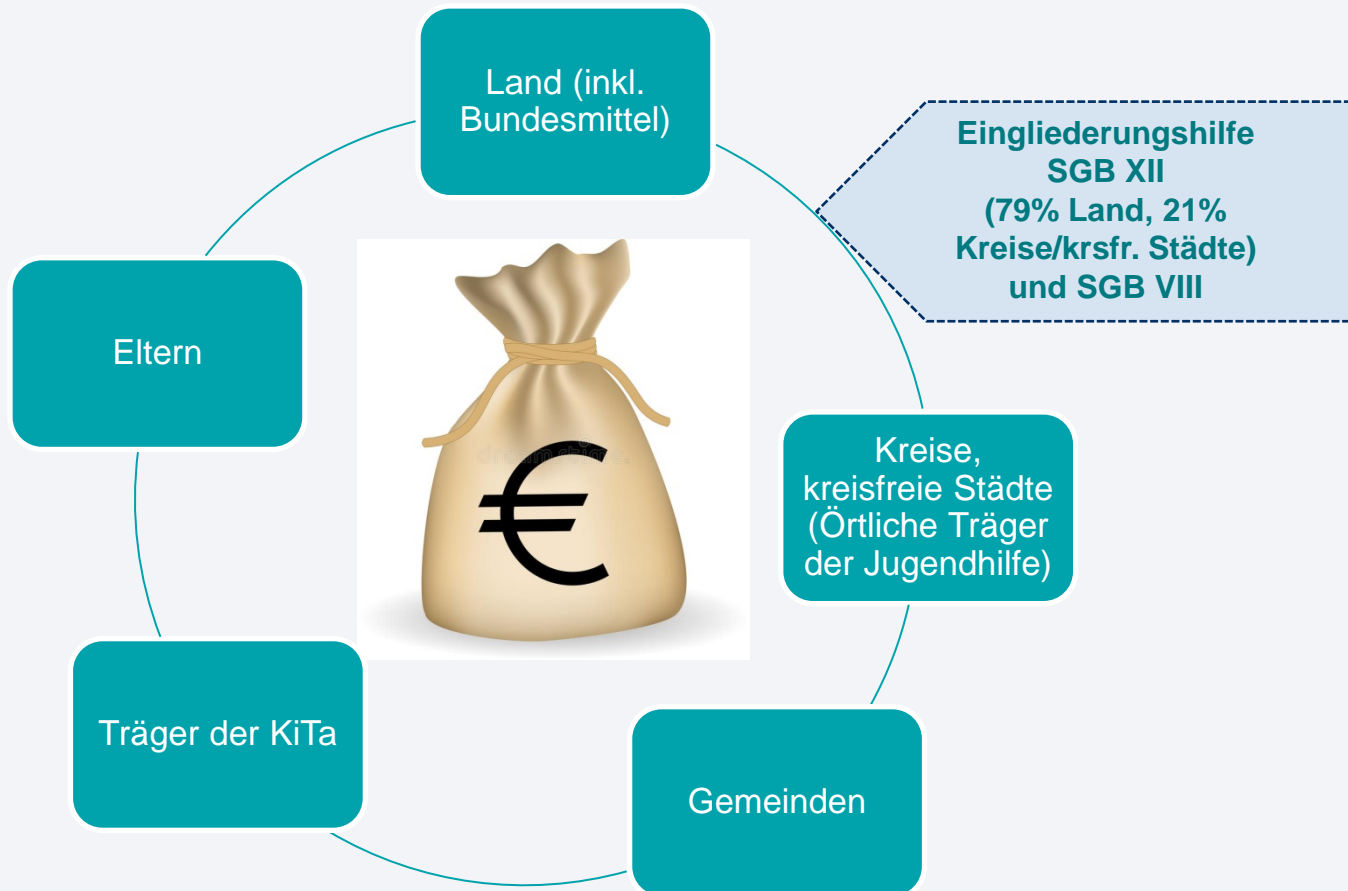 Land (inkl.
Bundesmittel)
Eingliederungshilfe
SGB XII
(79% Land, 21%
Kreise/krsfr. Städte)
und SGB VIII
Eltern
€
Kreise,
kreisfreie Städte
(Örtliche Träger
der Jugendhilfe)
Träger der KiTa
Gemeinden